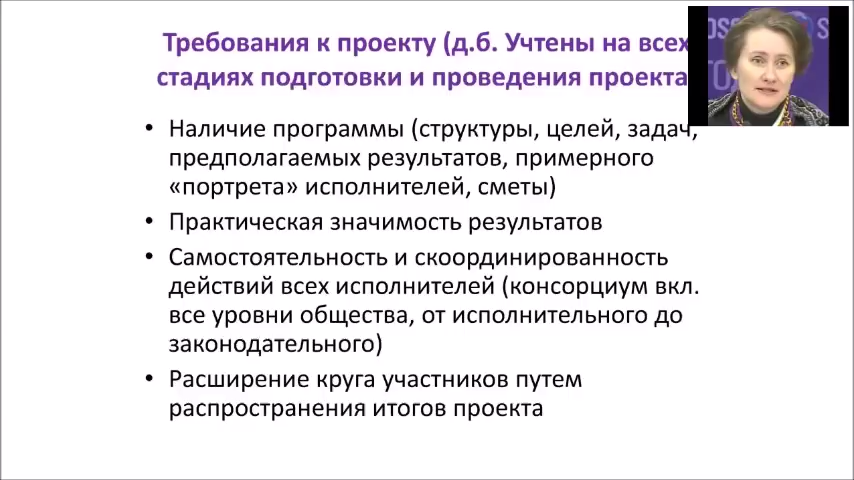 Требования к проекту (д.б. Учтены на всех
стадиях подготовки и проведения проекта
• Наличие программы (структуры, целей, задач,
предполагаемых результатов, примерного
«портрета» исполнителей, сметы)
• Практическая значимость результатов
• Самостоятельность и скоординированность
действий всех исполнителей (консорциум вкл.
все уровни общества, от исполнительного до
законодательного)
• Расширение круга участников путем
распространения итогов проекта